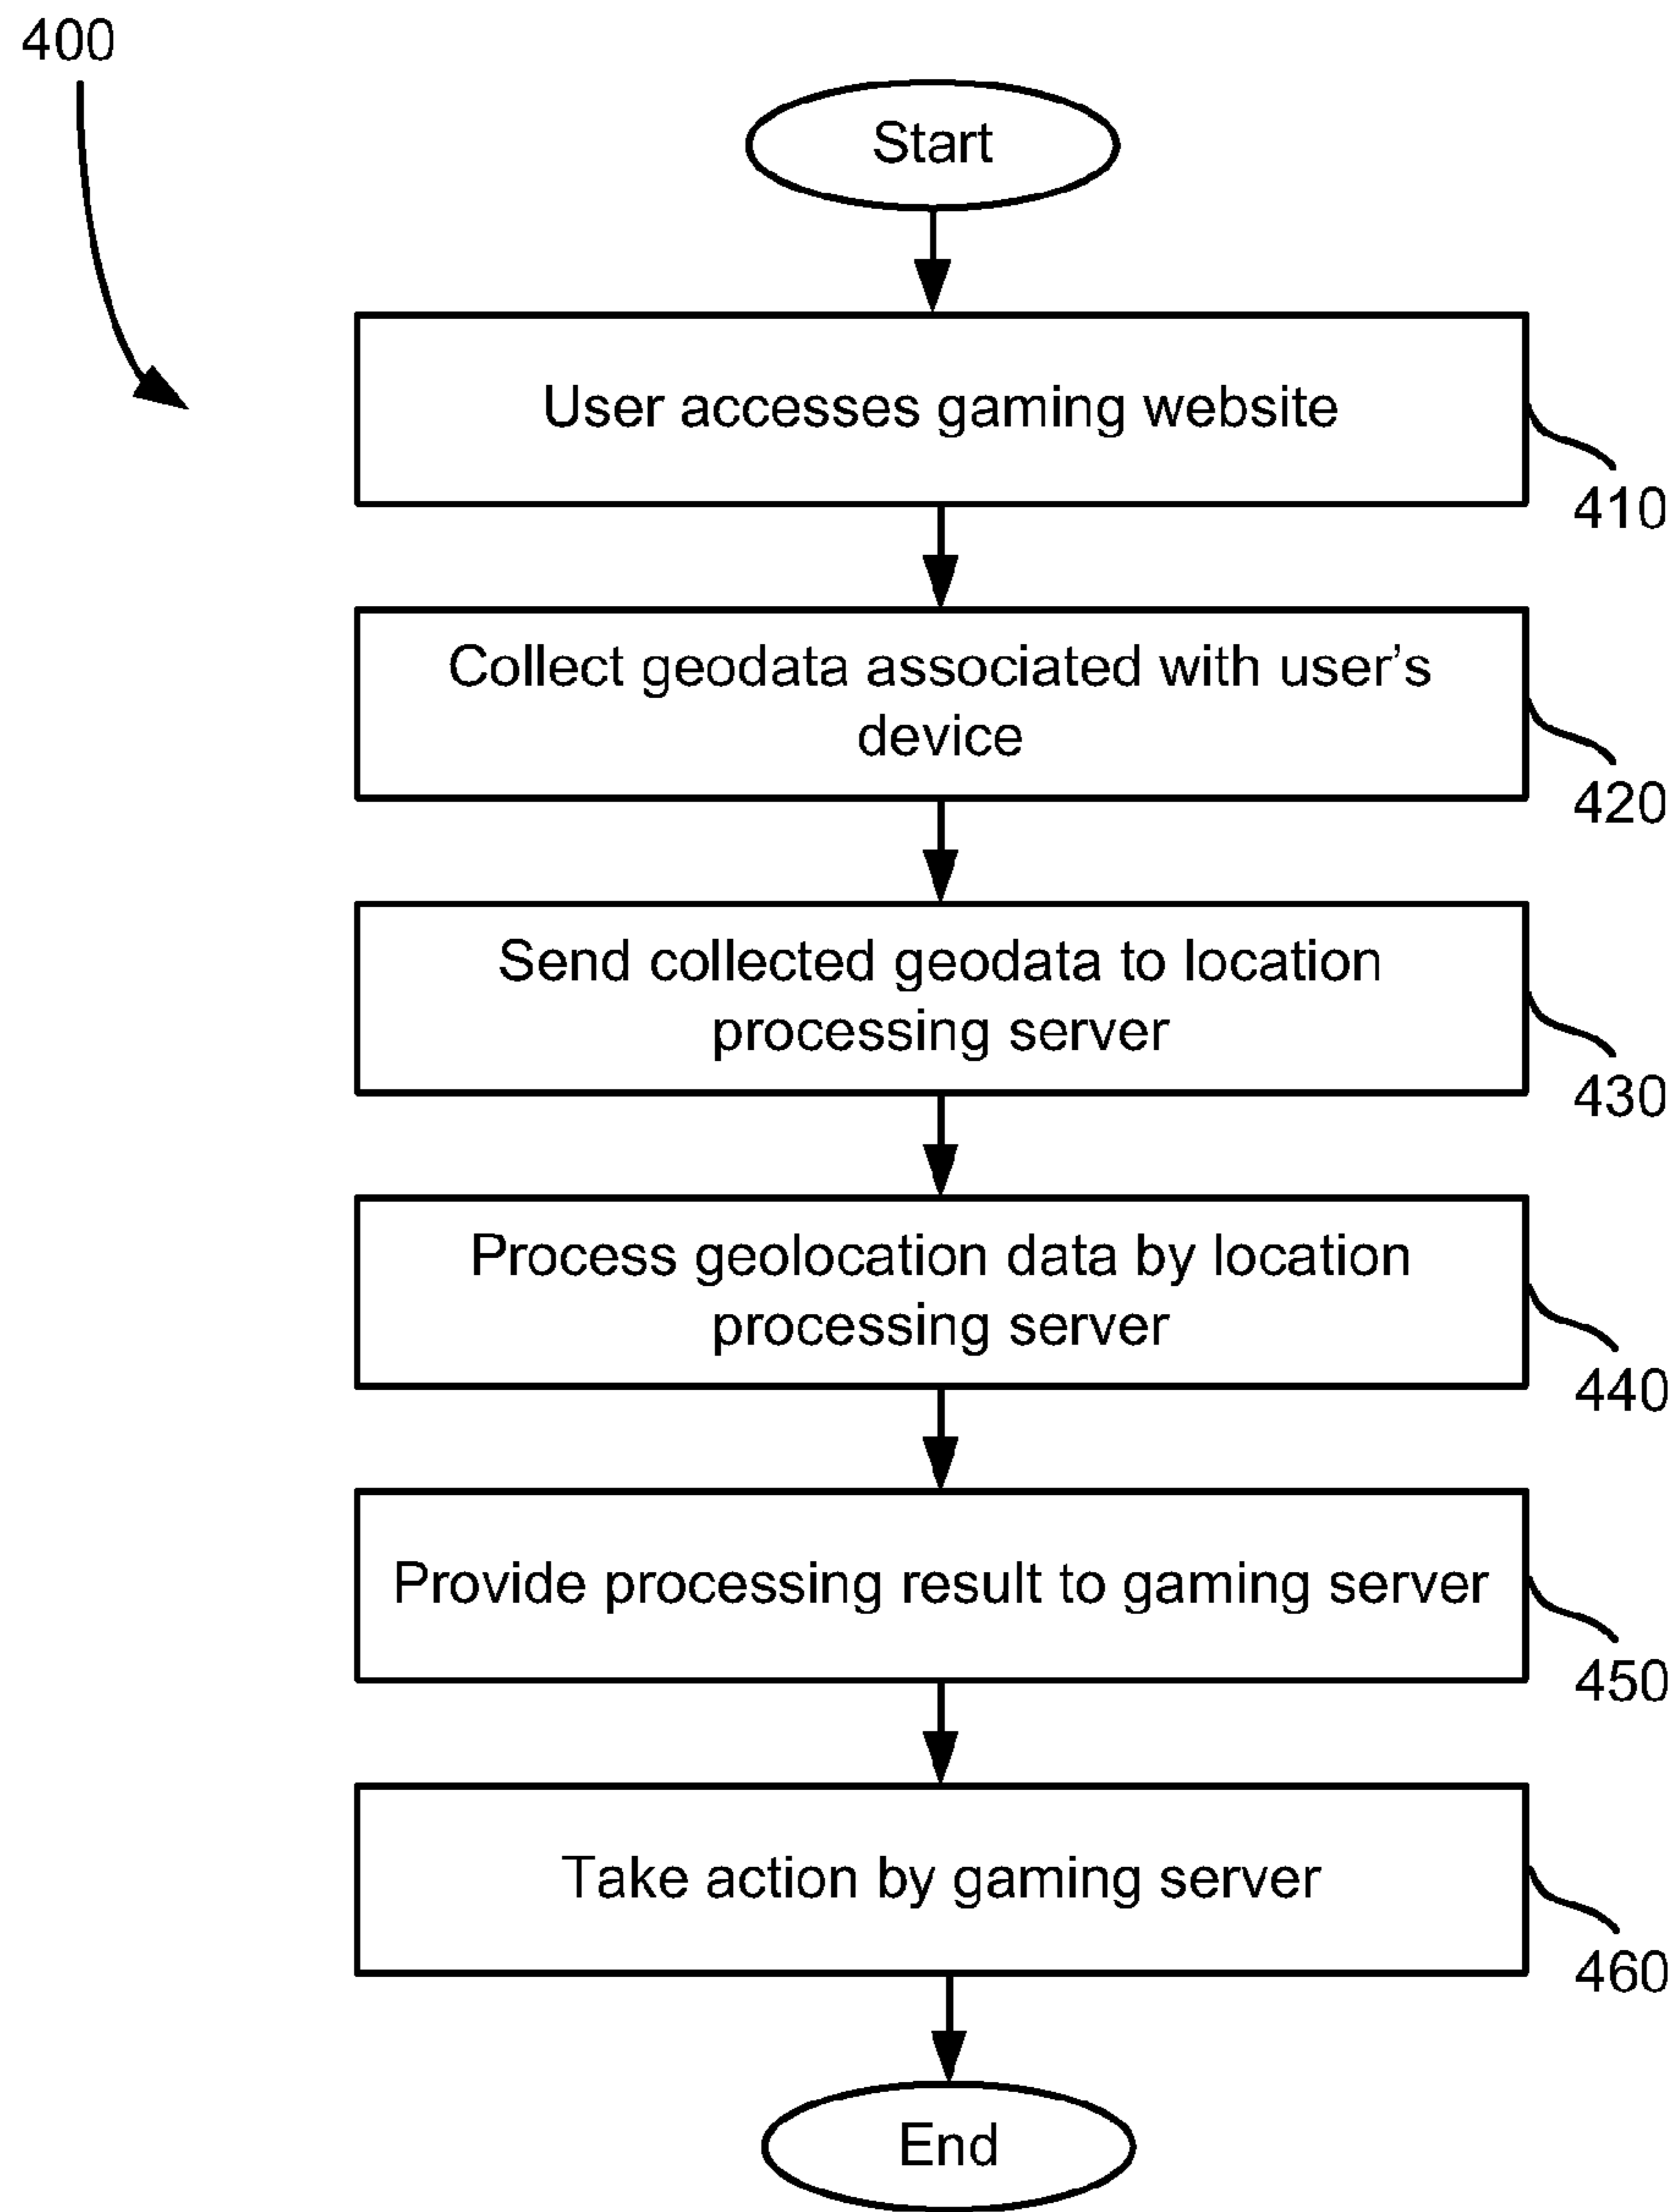 400
Start
User accesses gaming website
410
Collect geodata associated with user's
device
420
Send collected geodata to location
processing server
430
Process geolocation data by location
processing server
440
Provide processing result to gaming server
450
Take action by gaming server
460
End